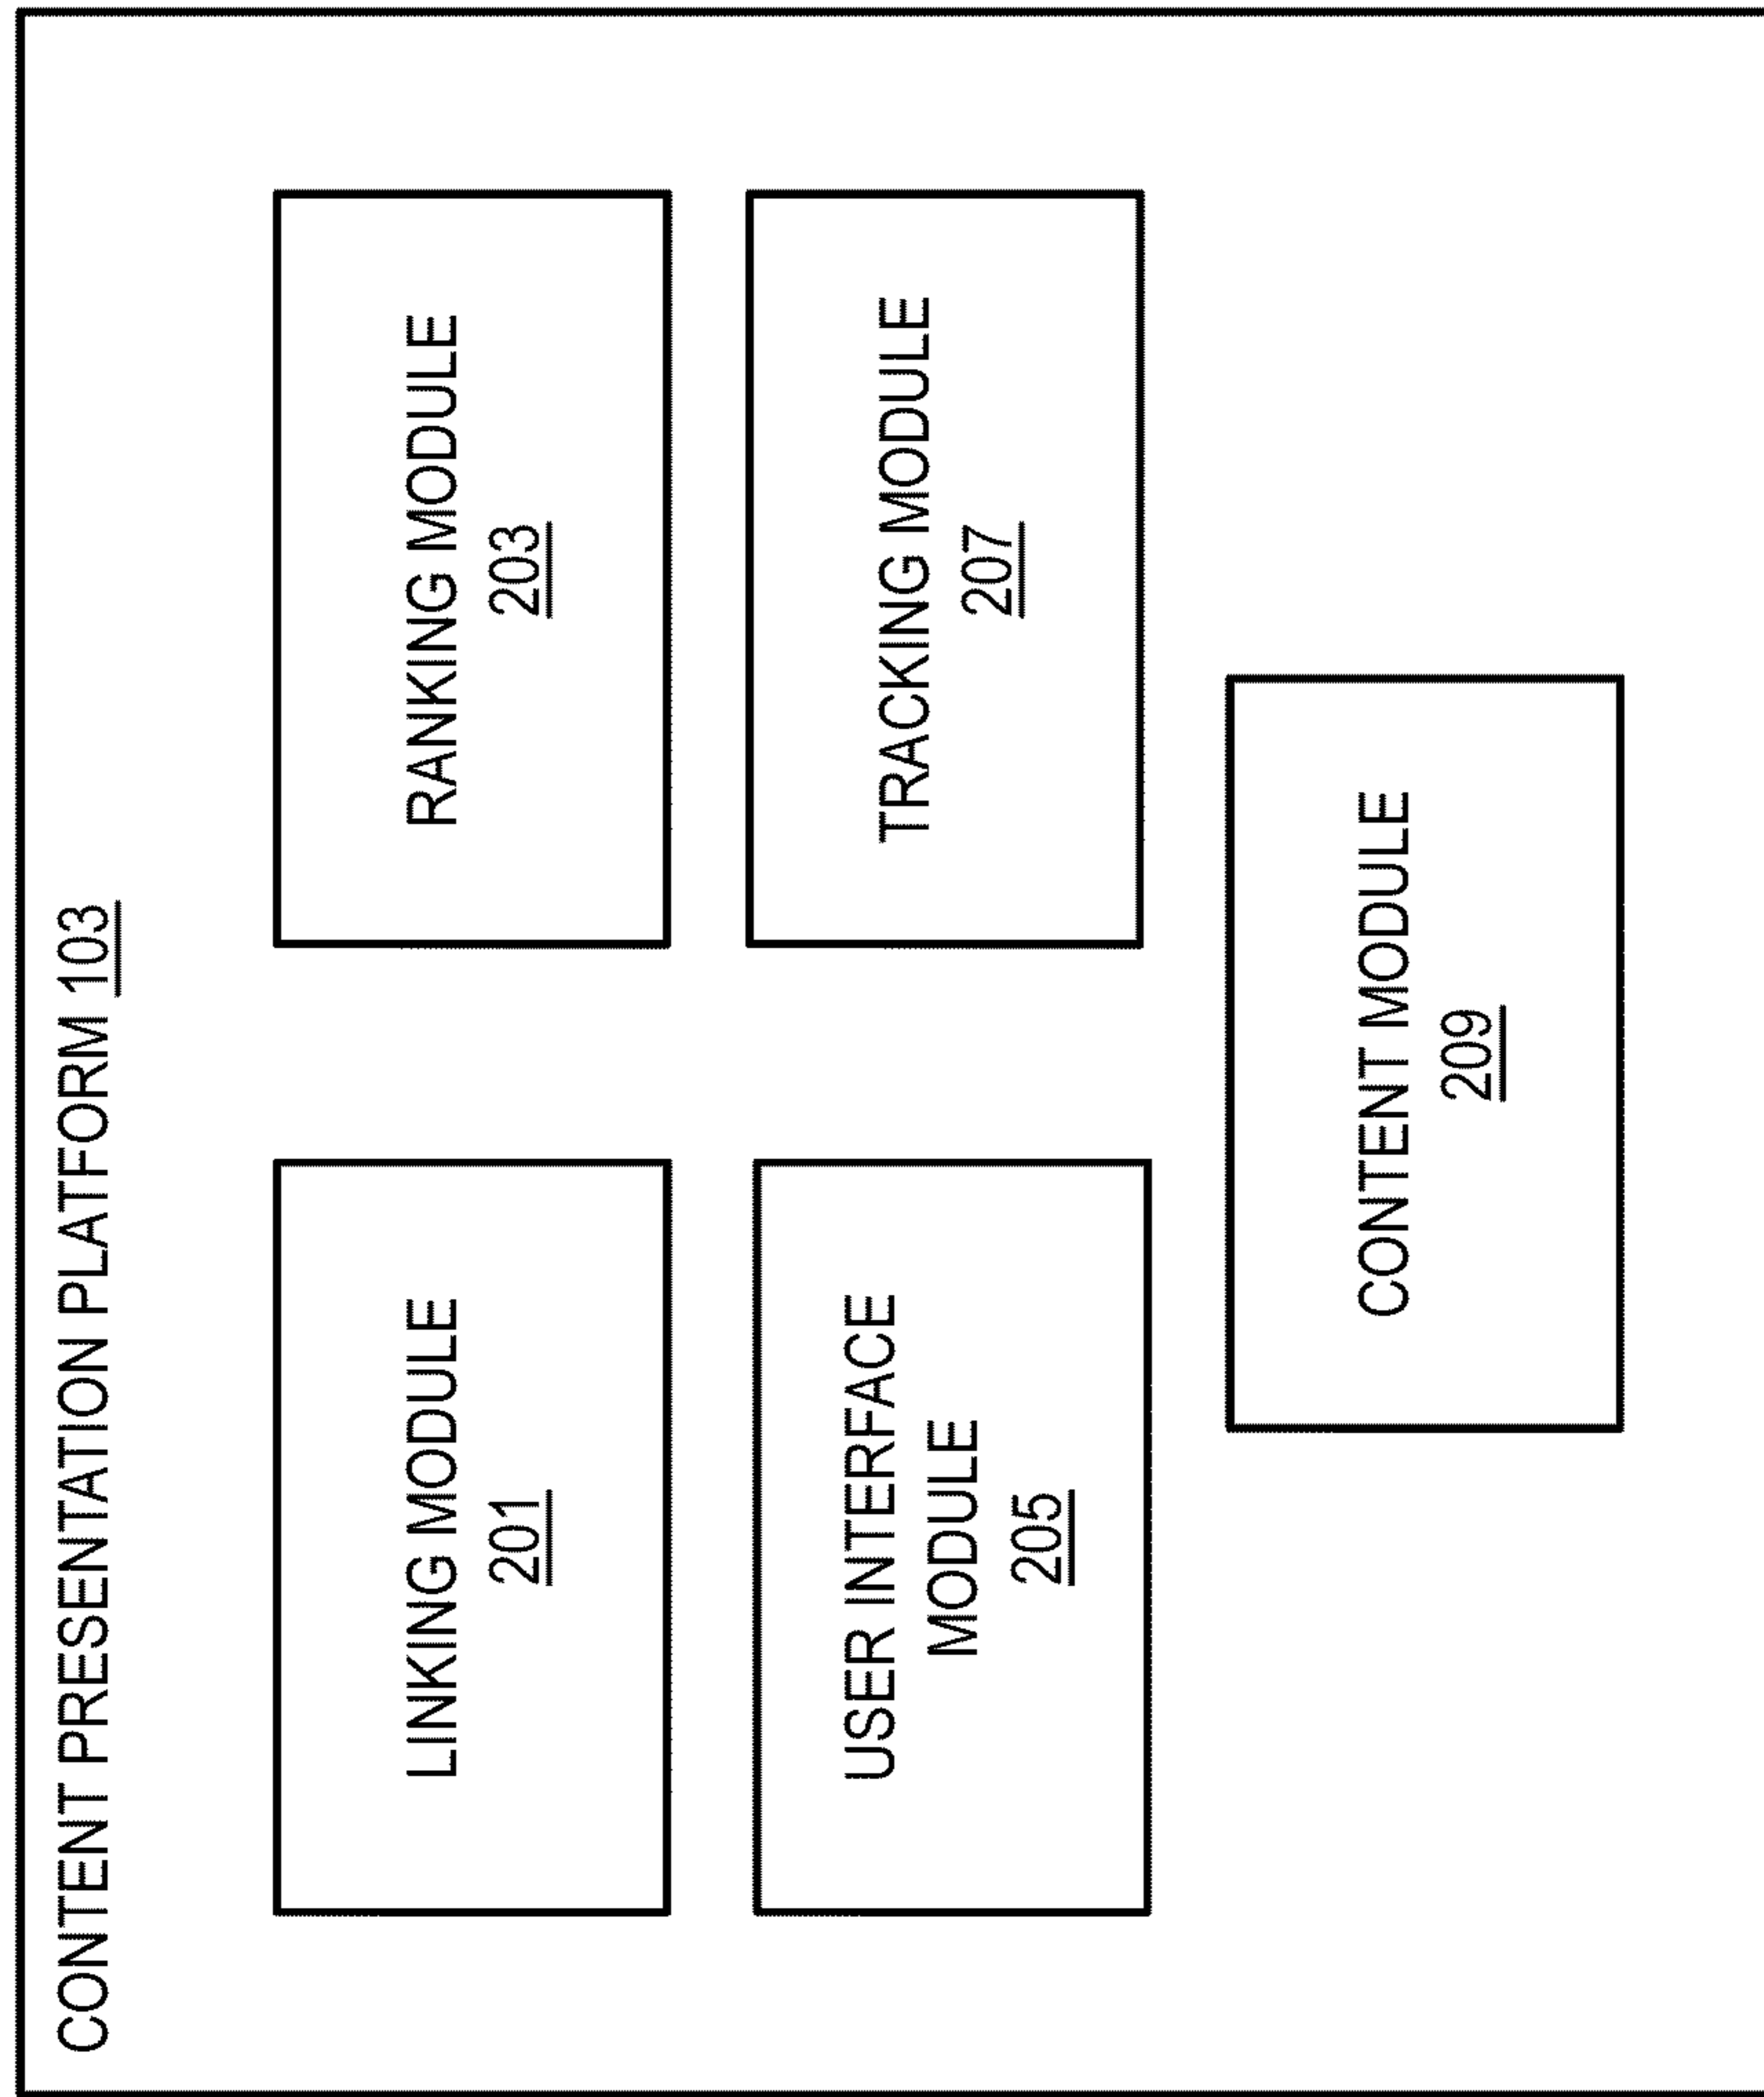 CONTENT PRESENTATION PLATFORM 103
LINKING MODULE
201
RANKING MODULE
203
USER INTERFACE
MODULE
205
TRACKING MODULE
207
CONTENT MODULE
209